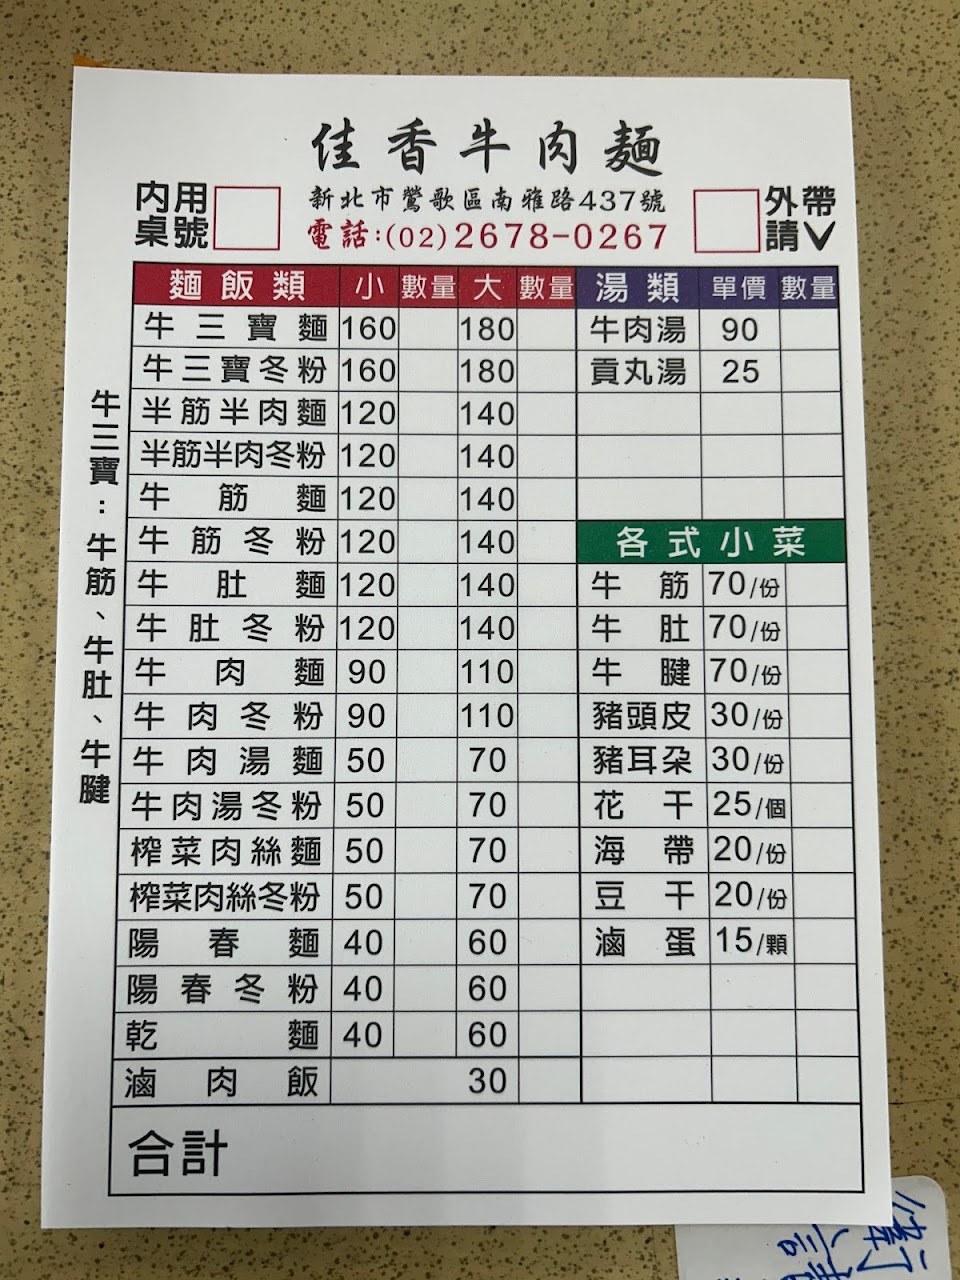 佳香牛肉麵
新北市鶯歌區南雅路437號
電話:(02)2678-0267
內用桌號
外帶請V
麵飯類 小 數量 大 數量
牛三寶麵 160 180
牛三寶冬粉 160 180
半筋半肉麵 120 140
半筋半肉冬粉 120 140
牛筋麵 120 140
牛筋冬粉 120 140
牛肚麵 120 140
牛肚冬粉 120 140
牛肉麵 90 110
牛肉冬粉 90 110
牛肉湯麵 50 70
牛肉湯冬粉 50 70
榨菜肉絲麵 50 70
榨菜肉絲冬粉 50 70
陽春麵 40 60
陽春冬粉 40 60
乾麵 40 60
滷肉飯 30
湯類 單價 數量
牛肉湯 90
貢丸湯 25
各式小菜
牛筋 70/份
牛肚 70/份
牛腱 70/份
豬頭皮 30/份
豬耳朵 30/份
花干 25/個
海帶 20/份
豆干 20/份
滷蛋 15/顆
合計
牛三寶:牛筋、牛肚、牛腱